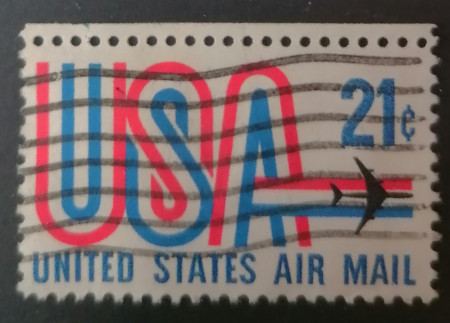 USA
21¢
UNITED STATES AIR MAIL